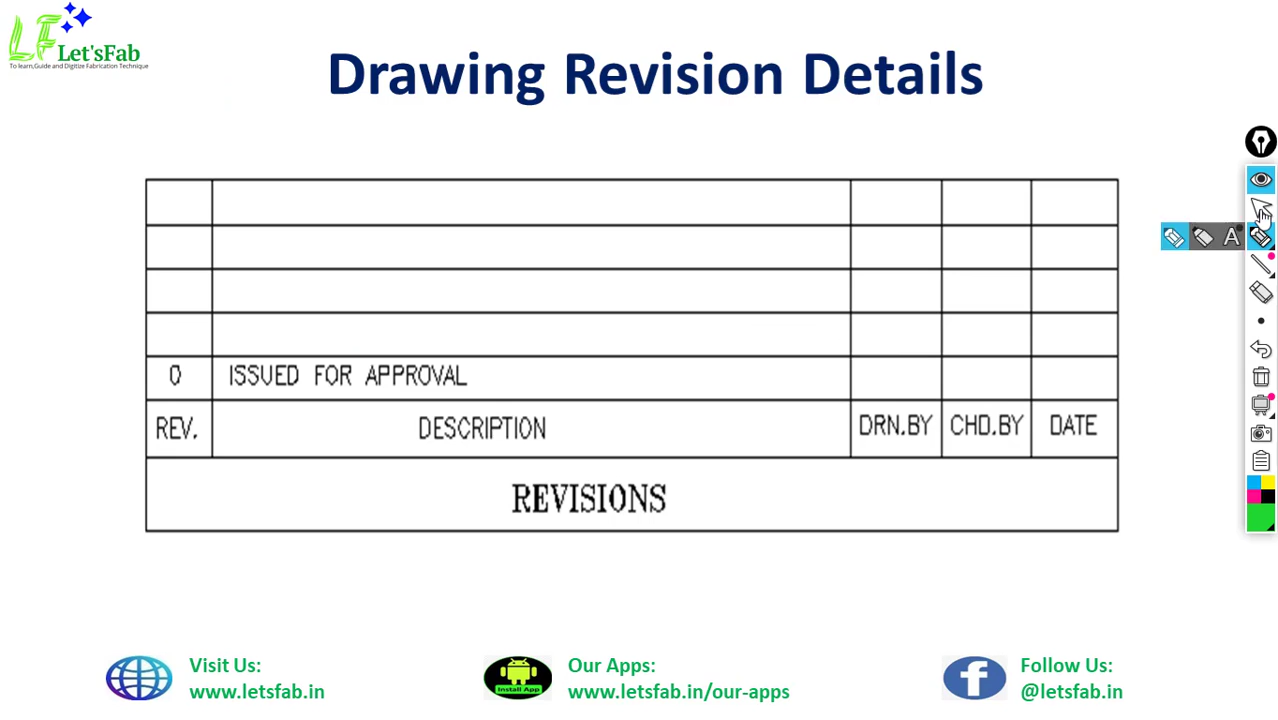 LF
Let'sFab
To learn,Guide and Digitize Fabrication Technique
Drawing Revision Details
0 ISSUED FOR APPROVAL
REV. DESCRIPTION DRN.BY CHD.BY DATE
REVISIONS
A
Visit Us:
www.letsfab.in
Install App
Our Apps:
www.letsfab.in/our-apps
f
Follow Us:
@letsfab.in